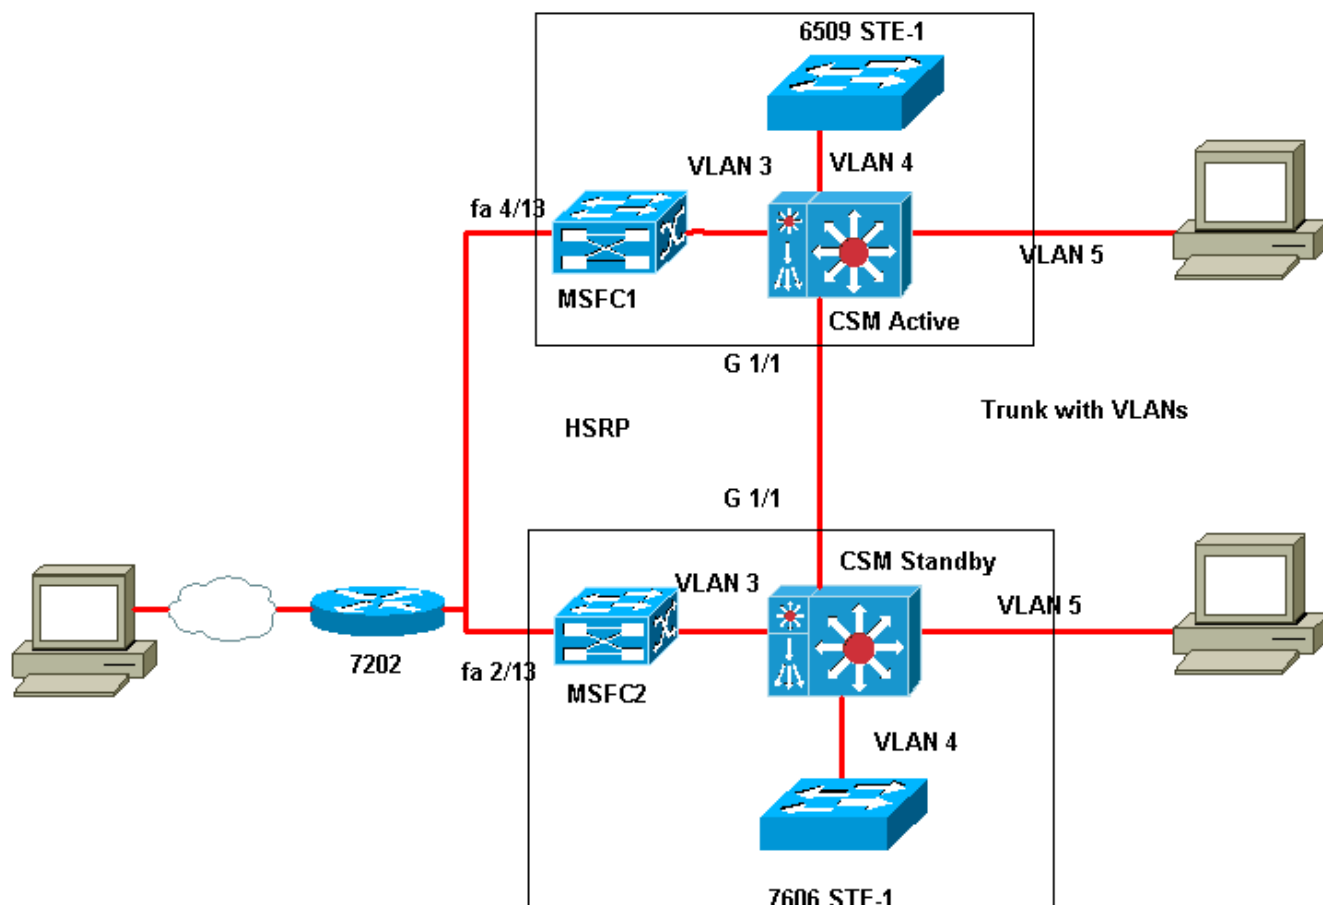 6509 STE-1
VLAN 3
VLAN 4
fa 4/13
VLAN 5
MSFC1
CSM Active
G 1/1
Trunk with VLANs
HSRP
G 1/1
CSM Standby
VLAN 3
VLAN 5
7202
fa 2/13
MSFC2
VLAN 4
7606 STE-1